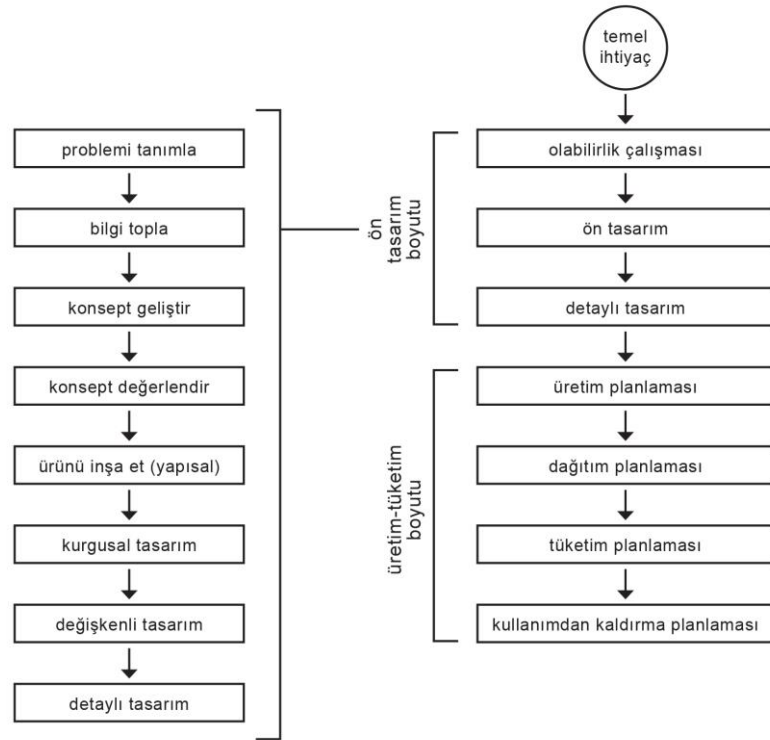 temel
ihtiyaç
problemi tanımla
bilgi topla
konsept geliştir
konsept değerlendir
ürünü inşa et (yapısal)
kurgusal tasarım
değişkenli tasarım
detaylı tasarım
ön
tasarım
boyutu
olabilirlik çalışması
ön tasarım
detaylı tasarım
üretim-tüketim
boyutu
üretim planlaması
dağıtım planlaması
tüketim planlaması
kullanımdan kaldırma planlaması